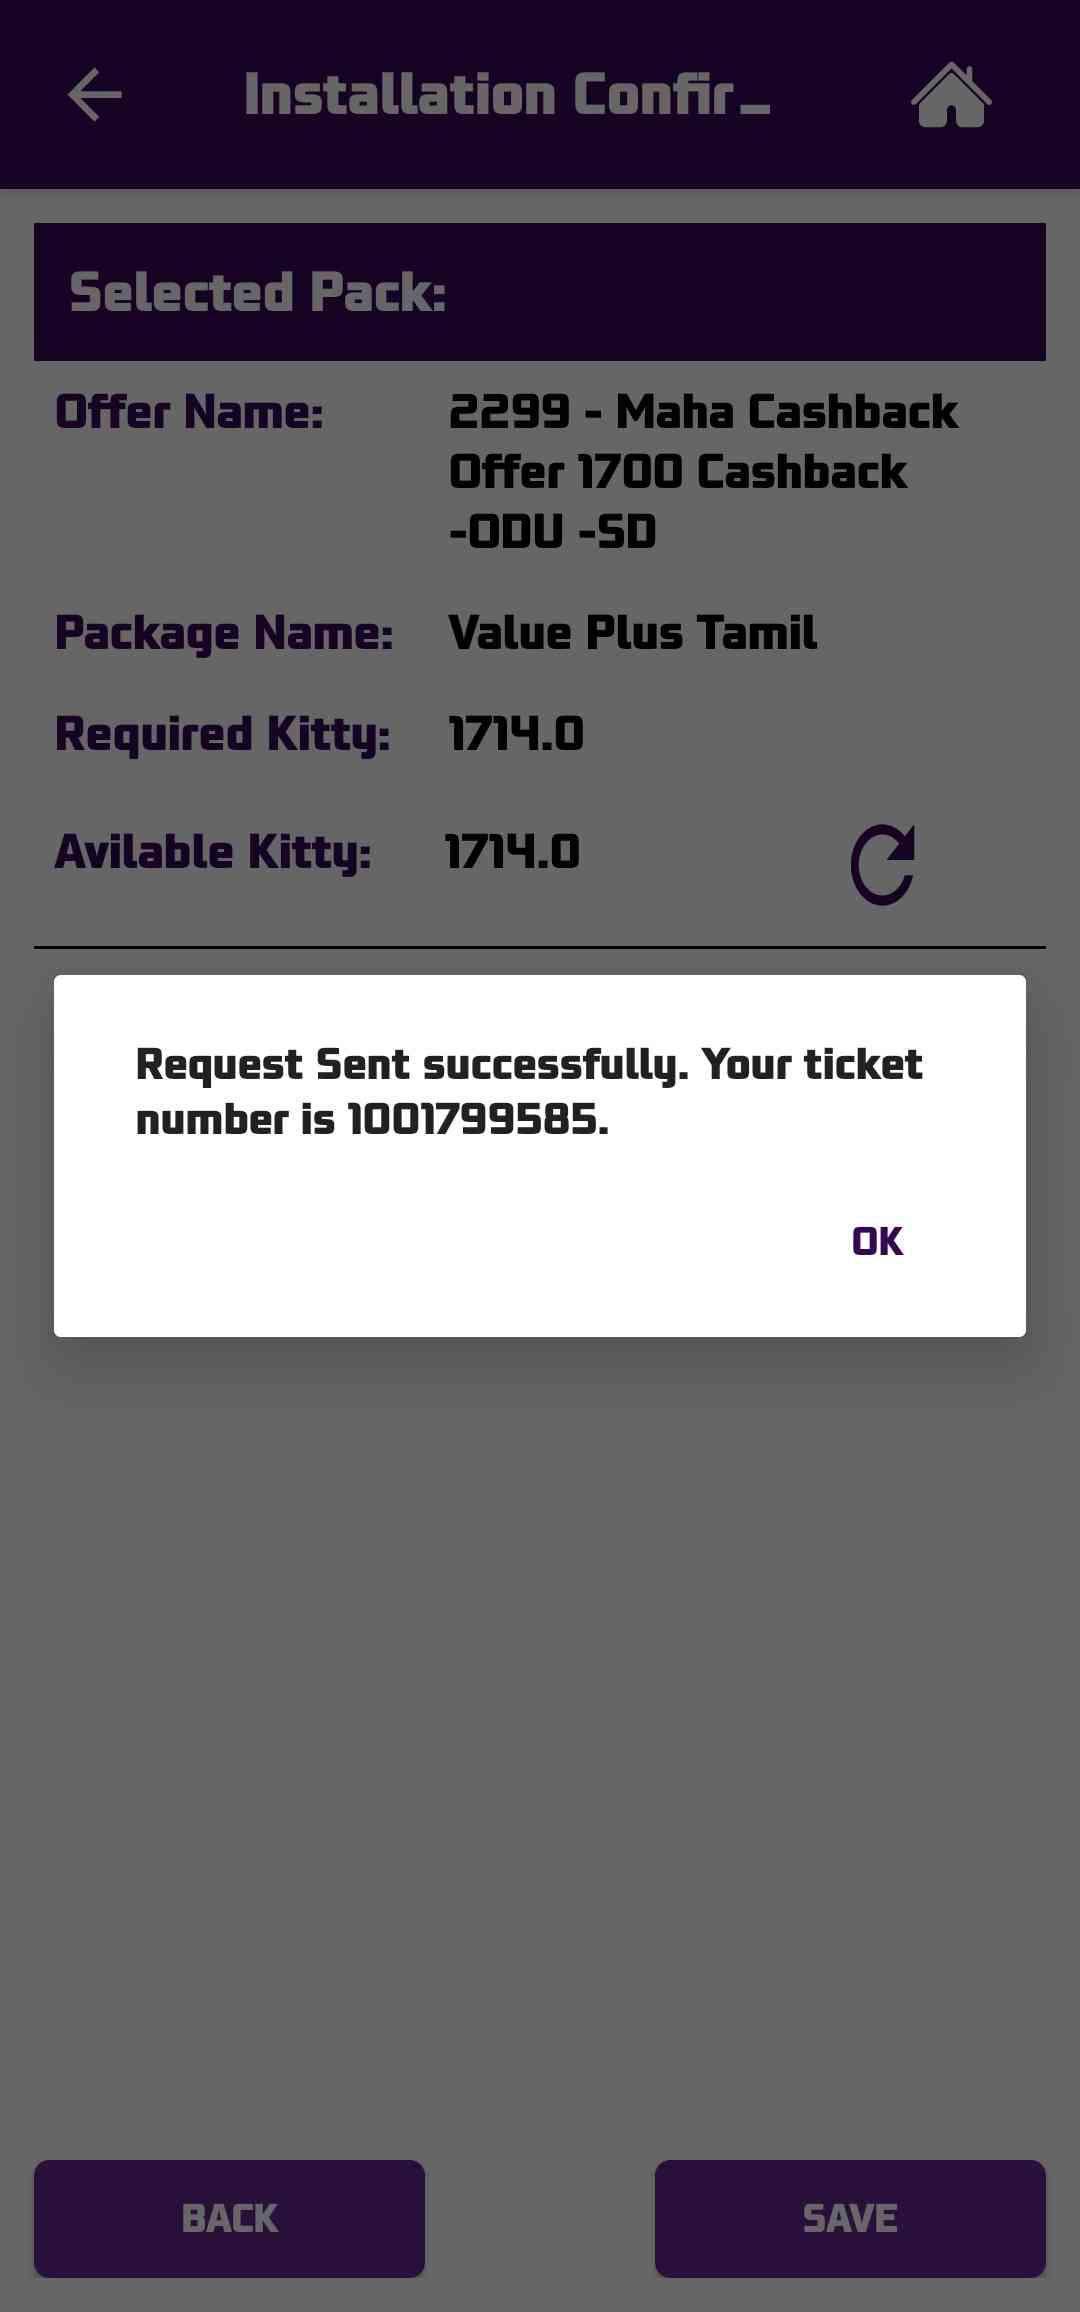 Installation Confir_
Selected Pack:
Offer Name: 2299 - Maha Cashback
Offer 1700 Cashback
-ODU -SD
Package Name: Value Plus Tamil
Required Kitty: 1714.0
Avilable Kitty: 1714.0
Request Sent successfully. Your ticket
number is 1001799585.
OK
BACK SAVE